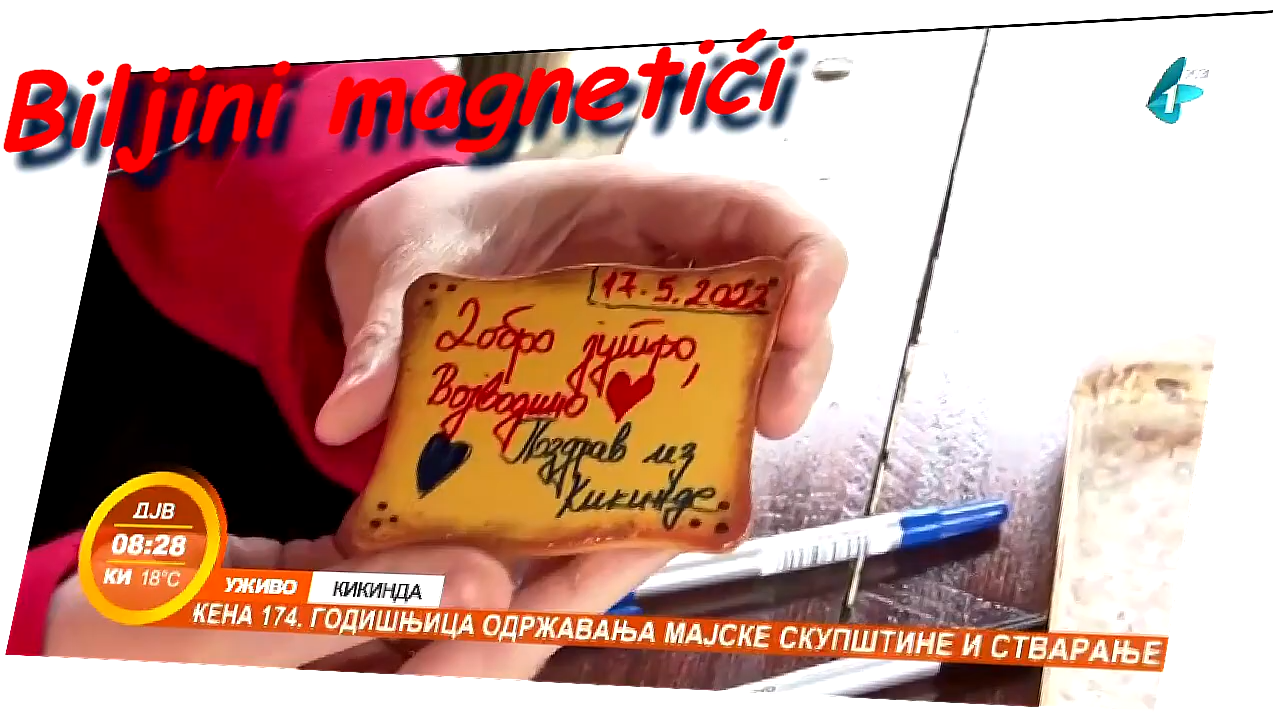 Biljini magnetići
1
17.5.2022
Добро јутро,
Војводино
Поздрав из
Кикинде
ДЈВ
08:28
КИ 18°C
УЖИВО КИКИНДА
КЕНА 174. ГОДИШЊИЦА ОДРЖАВАЊА МАЈСКЕ СКУПШТИНЕ И СТВАРАЊЕ